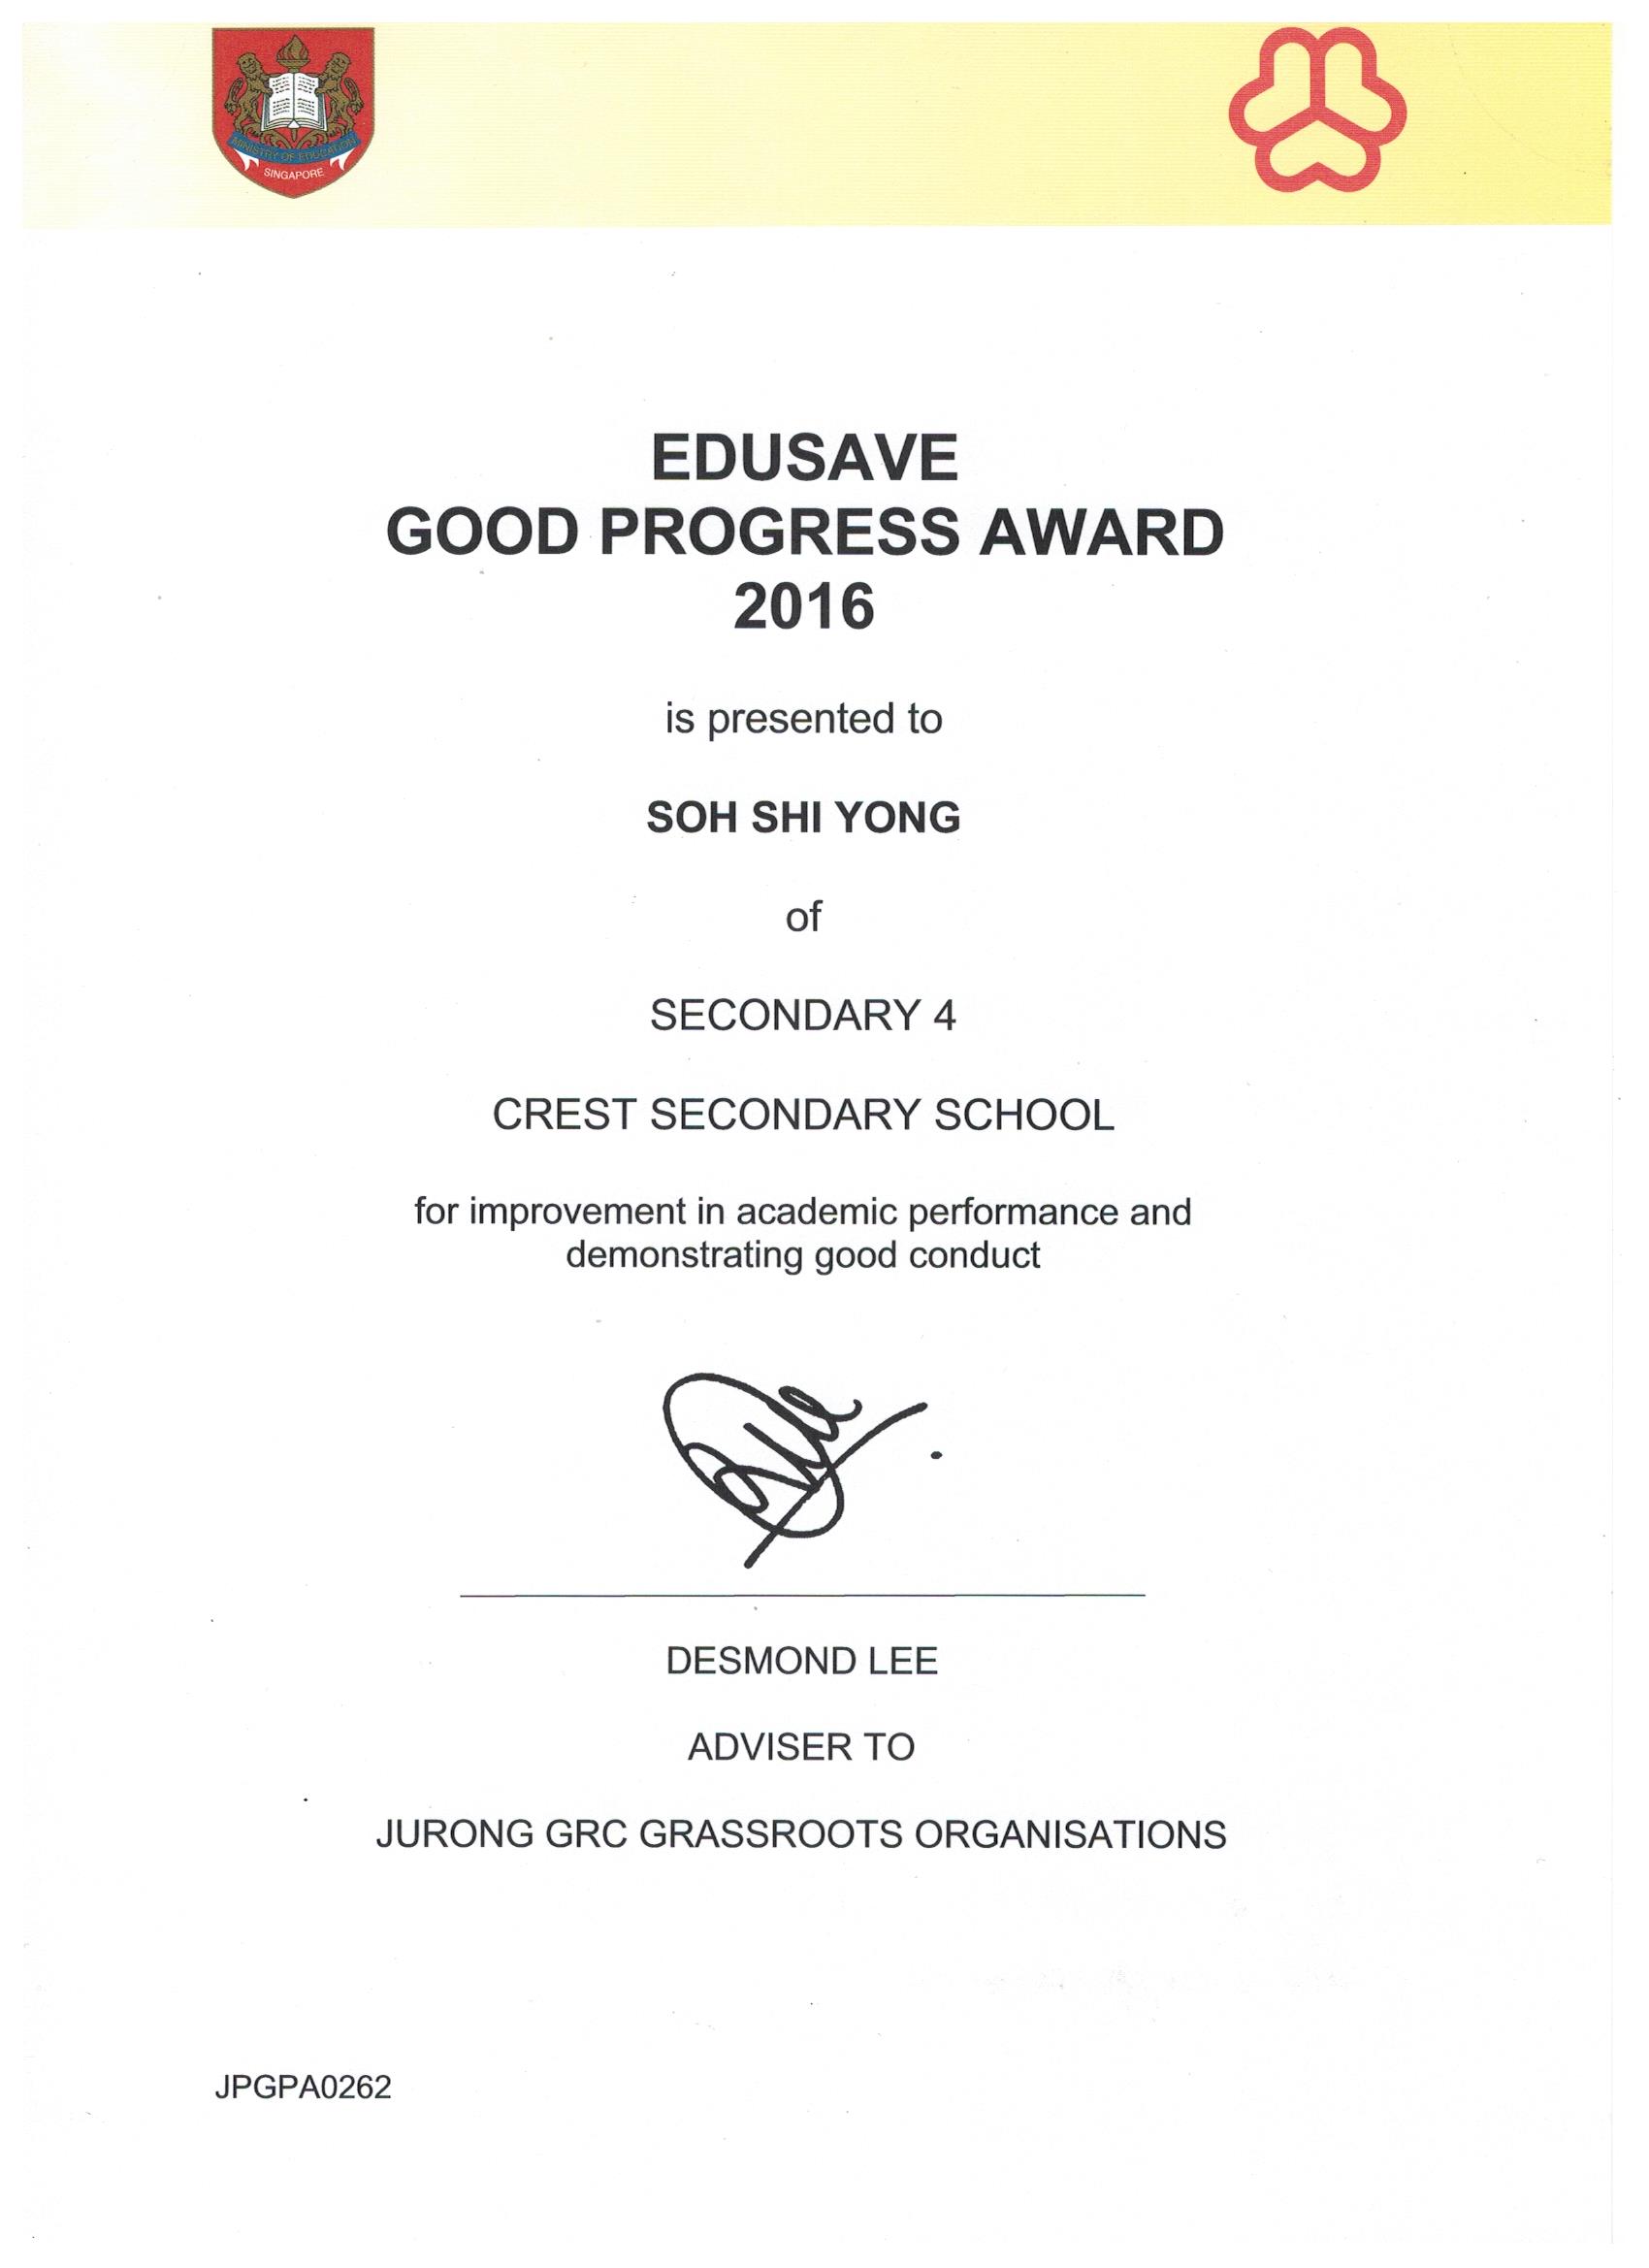 MINISTRY OF EDUCATION
SINGAPORE
EDUSAVE
GOOD PROGRESS AWARD
2016
is presented to
SOH SHI YONG
of
SECONDARY 4
CREST SECONDARY SCHOOL
for improvement in academic performance and
demonstrating good conduct
DESMOND LEE
ADVISER TO
JURONG GRC GRASSROOTS ORGANISATIONS
JPGPA0262